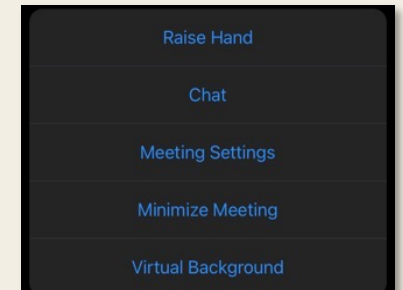 Raise Hand
Chat
Meeting Settings
Minimize Meeting
Virtual Background